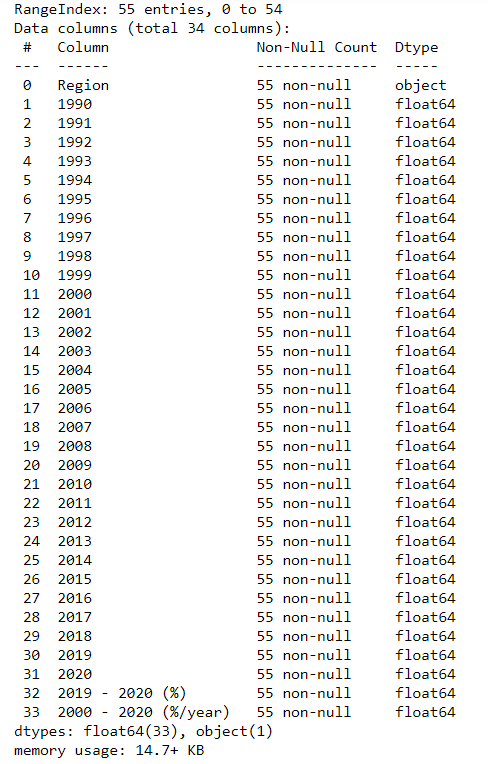 RangeIndex: 55 entries, 0 to 54
Data columns (total 34 columns):
 #   Column               Non-Null Count  Dtype
---  ------               --------------  -----
 0   Region               55 non-null     object
 1   1990                 55 non-null     float64
 2   1991                 55 non-null     float64
 3   1992                 55 non-null     float64
 4   1993                 55 non-null     float64
 5   1994                 55 non-null     float64
 6   1995                 55 non-null     float64
 7   1996                 55 non-null     float64
 8   1997                 55 non-null     float64
 9   1998                 55 non-null     float64
 10  1999                 55 non-null     float64
 11  2000                 55 non-null     float64
 12  2001                 55 non-null     float64
 13  2002                 55 non-null     float64
 14  2003                 55 non-null     float64
 15  2004                 55 non-null     float64
 16  2005                 55 non-null     float64
 17  2006                 55 non-null     float64
 18  2007                 55 non-null     float64
 19  2008                 55 non-null     float64
 20  2009                 55 non-null     float64
 21  2010                 55 non-null     float64
 22  2011                 55 non-null     float64
 23  2012                 55 non-null     float64
 24  2013                 55 non-null     float64
 25  2014                 55 non-null     float64
 26  2015                 55 non-null     float64
 27  2016                 55 non-null     float64
 28  2017                 55 non-null     float64
 29  2018                 55 non-null     float64
 30  2019                 55 non-null     float64
 31  2020                 55 non-null     float64
 32  2019 - 2020 (%)      55 non-null     float64
 33  2000 - 2020 (%/year) 55 non-null     float64
dtypes: float64(33), object(1)
memory usage: 14.7+ KB